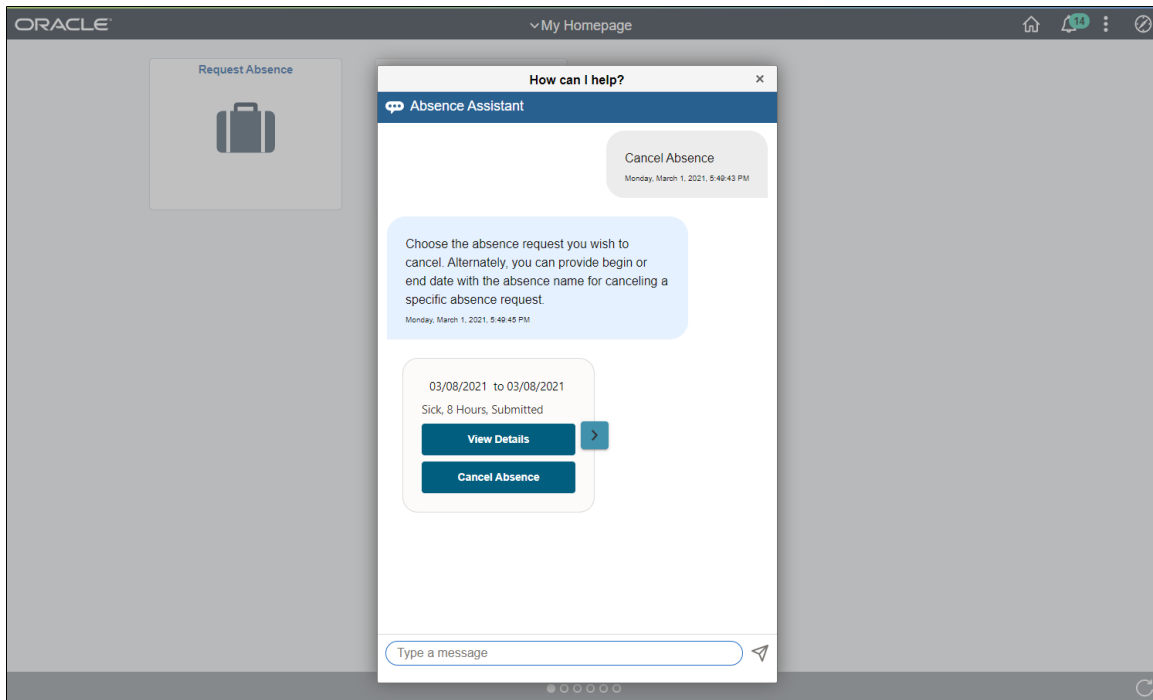 ORACLE
My Homepage
14
Request Absence
How can I help?
×
Absence Assistant
Cancel Absence
Monday, March 1, 2021, 5:49:43 PM
Choose the absence request you wish to
cancel. Alternately, you can provide begin or
end date with the absence name for canceling a
specific absence request.
Monday, March 1, 2021, 5:49:45 PM
03/08/2021 to 03/08/2021
Sick, 8 Hours, Submitted
View Details
Cancel Absence
Type a message